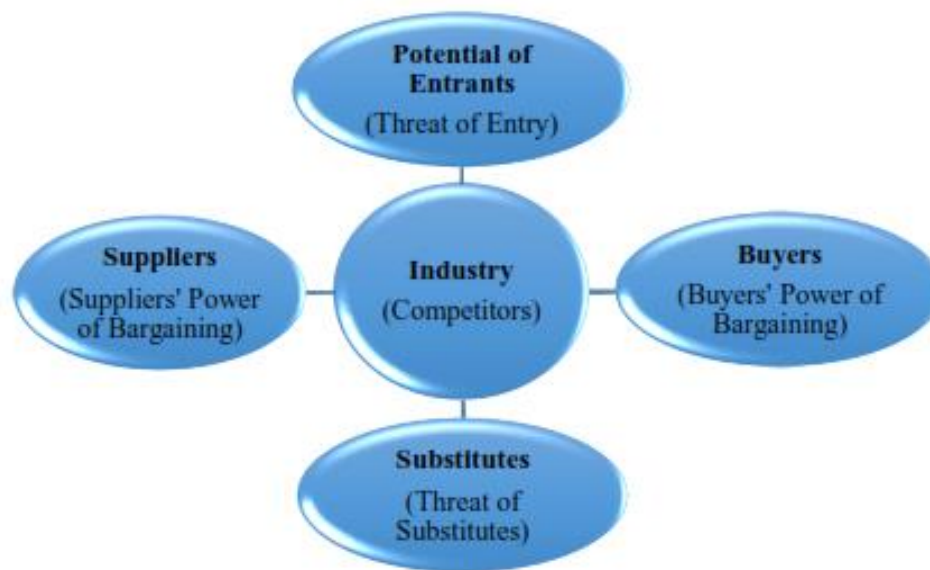 Potential of
Entrants
(Threat of Entry)
Suppliers
(Suppliers' Power
of Bargaining)
Industry
(Competitors)
Buyers
(Buyers' Power of
Bargaining)
Substitutes
(Threat of
Substitutes)